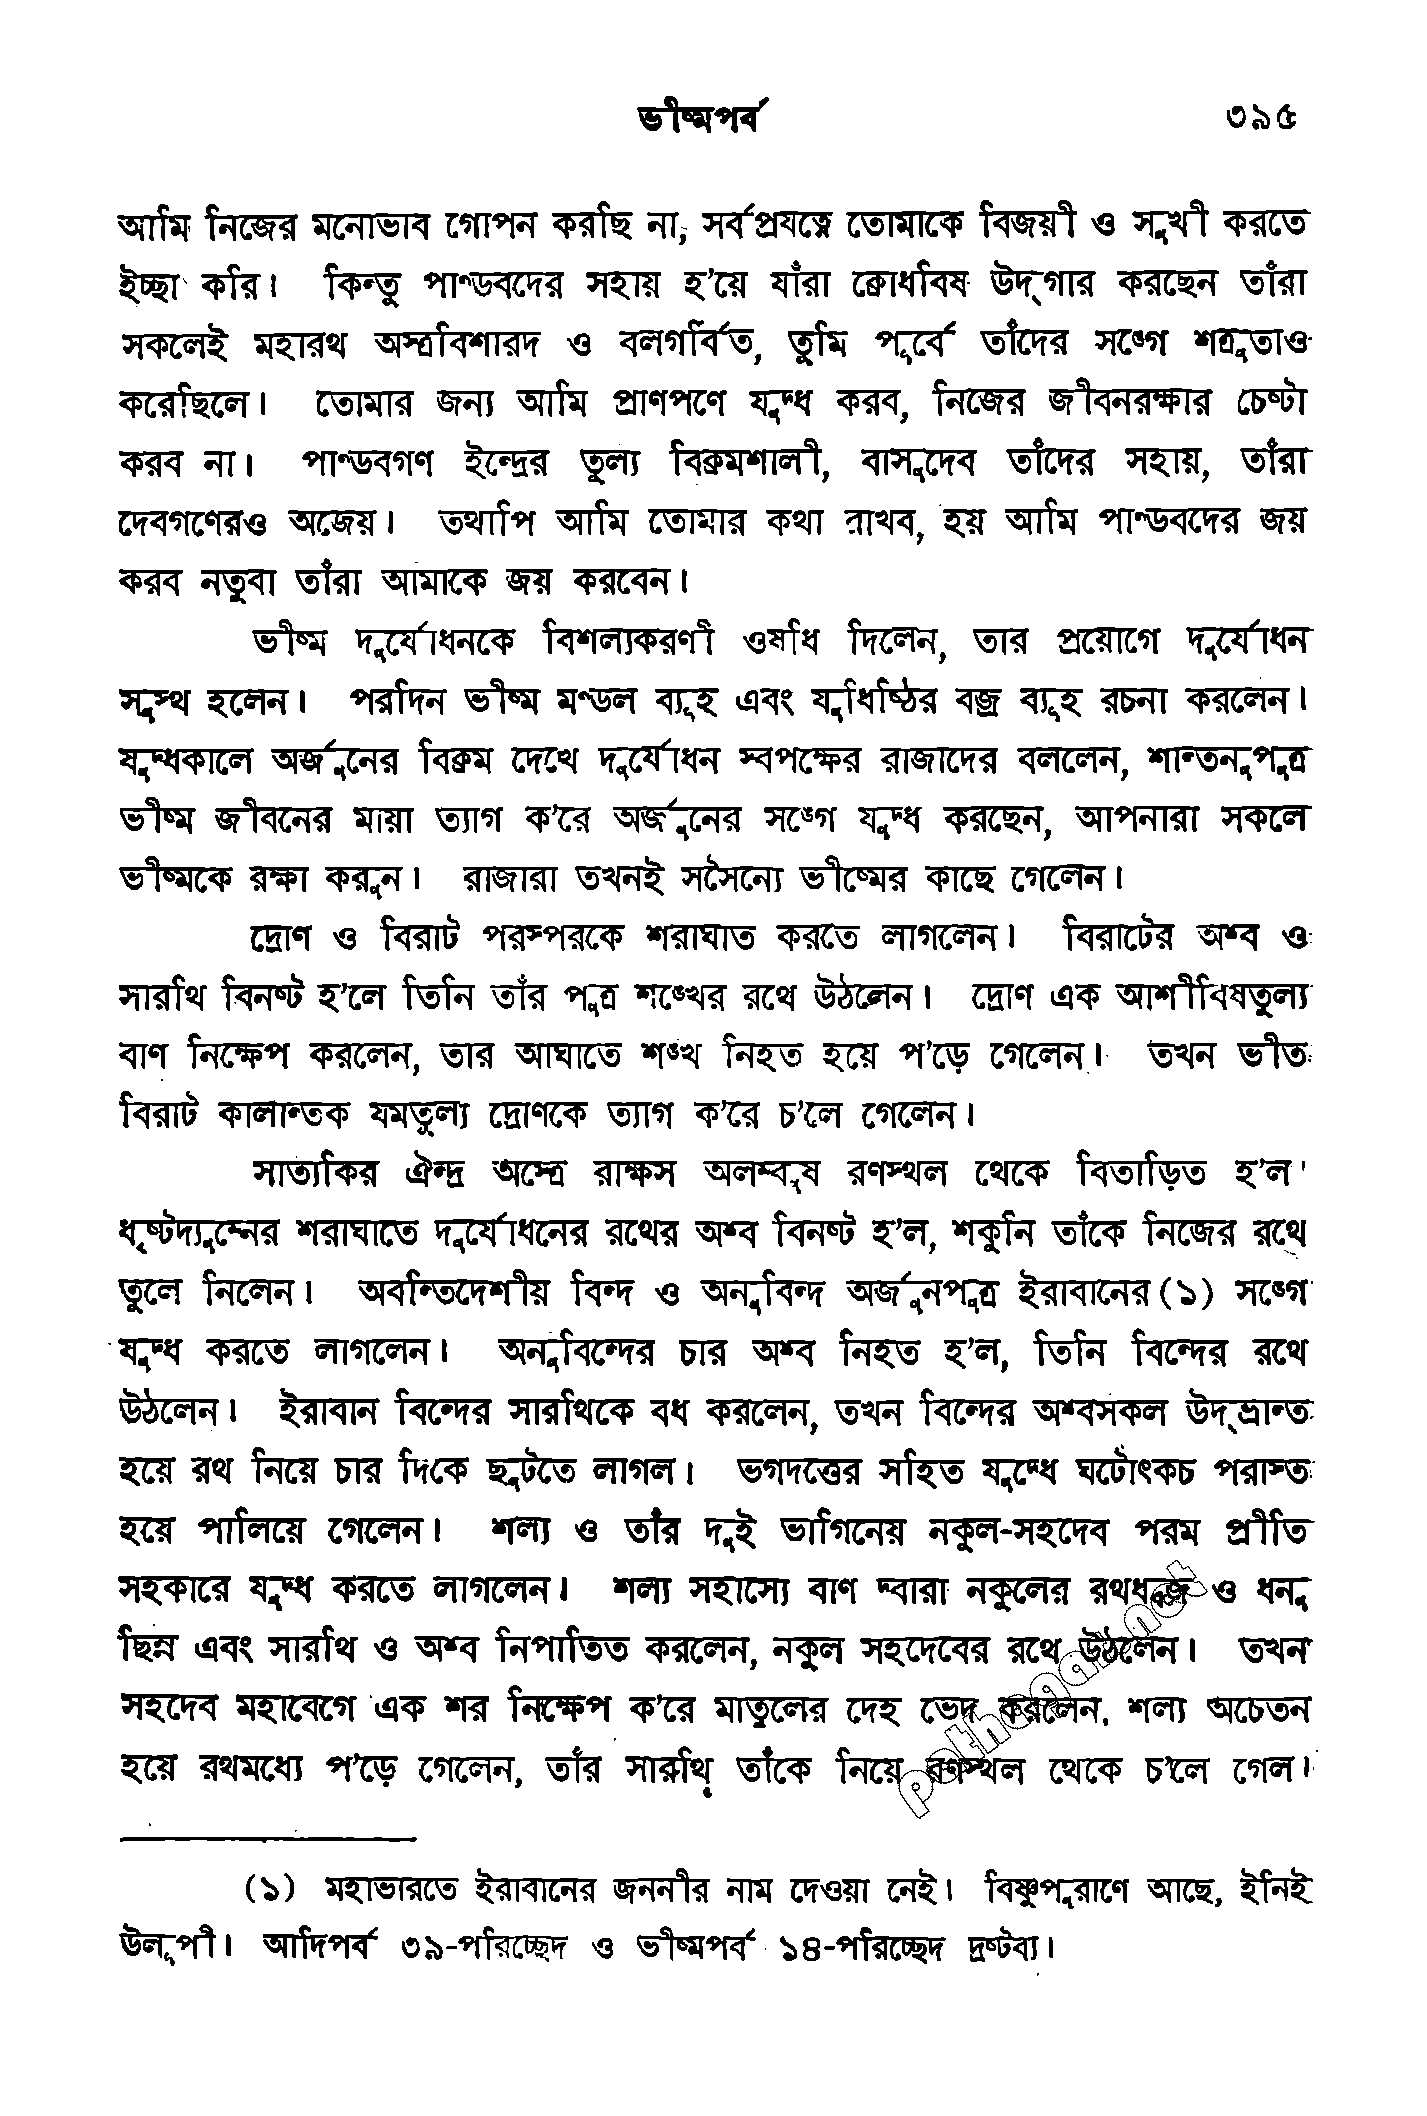 ভীষ্মপর্ব ৩৯৫
আমি নিজের মনোভাব গোপন করছি না, সর্বপ্রযত্নে তোমাকে বিজয়ী ও সুখী করতে
ইচ্ছা করি। কিন্তু পাণ্ডবদের সহায় হ’য়ে যাঁরা ক্রোধবিষ উদ্‌গার করছেন তাঁরা
সকলেই মহারথ অস্ত্রবিশারদ ও বলগর্বিত, তুমি পূর্বে তাঁদের সঙ্গে শত্রুতাও
করেছিলে। তোমার জন্য আমি প্রাণপণে যুদ্ধ করব, নিজের জীবনরক্ষার চেষ্টা
করব না। পাণ্ডবগণ ইন্দ্রের তুল্য বিক্রমশালী, বাসুদেব তাঁদের সহায়, তাঁরা
দেবগণেরও অজেয়। তথাপি আমি তোমার কথা রাখব, হয় আমি পাণ্ডবদের জয়
করব নতুবা তাঁরা আমাকে জয় করবেন।
ভীষ্ম দুর্যোধনকে বিশল্যকরণী ওষধি দিলেন, তার প্রয়োগে দুর্যোধন
সুস্থ হলেন। পরদিন ভীষ্ম মণ্ডল ব্যূহ এবং যুধিষ্ঠির বজ্র ব্যূহ রচনা করলেন।
যুদ্ধকালে অর্জুনের বিক্রম দেখে দুর্যোধন স্বপক্ষের রাজাদের বললেন, শান্তনুপুত্র
ভীষ্ম জীবনের মায়া ত্যাগ ক’রে অর্জুনের সঙ্গে যুদ্ধ করছেন, আপনারা সকলে
ভীষ্মকে রক্ষা করুন। রাজারা তখনই সসৈন্যে ভীষ্মের কাছে গেলেন।
দ্রোণ ও বিরাট পরস্পরকে শরাঘাত করতে লাগলেন। বিরাটের অশ্ব ও
সারথি বিনষ্ট হ’লে তিনি তাঁর পুত্র শঙ্খের রথে উঠলেন। দ্রোণ এক আশীবিষতুল্য
বাণ নিক্ষেপ করলেন, তার আঘাতে শঙ্খ নিহত হয়ে প’ড়ে গেলেন। তখন ভীত
বিরাট কালান্তক যমতুল্য দ্রোণকে ত্যাগ ক’রে চ’লে গেলেন।
সাত্যকির ঐন্দ্র অস্ত্রে রাক্ষস অলম্বুষ রণস্থল থেকে বিতাড়িত হ’ল।
ধৃষ্টদ্যুম্নের শরাঘাতে দুর্যোধনের রথের অশ্ব বিনষ্ট হ’ল, শকুনি তাঁকে নিজের রথে
তুলে নিলেন। অবন্তিদেশীয় বিন্দ ও অনুবিন্দ অর্জুনপুত্র ইরাবানের(১) সঙ্গে
যুদ্ধ করতে লাগলেন। অনুবিন্দের চার অশ্ব নিহত হ’ল, তিনি বিন্দের রথে
উঠলেন। ইরাবান বিন্দের সারথিকে বধ করলেন, তখন বিন্দের অশ্বসকল উদ্‌ভ্রান্ত
হয়ে রথ নিয়ে চার দিকে ছুটতে লাগল। ভগদত্তের সহিত যুদ্ধে ঘটোৎকচ পরাস্ত
হয়ে পালিয়ে গেলেন। শল্য ও তাঁর দুই ভাগিনেয় নকুল-সহদেব পরম প্রীতি
সহকারে যুদ্ধ করতে লাগলেন। শল্য সহাস্যে বাণ দ্বারা নকুলের রথধ্বজ ও ধনু
ছিন্ন এবং সারথি ও অশ্ব নিপাতিত করলেন, নকুল সহদেবের রথে উঠলেন। তখন
সহদেব মহাবেগে এক শর নিক্ষেপ ক’রে মাতুলের দেহ ভেদ করলেন, শল্য অচেতন
হয়ে রথমধ্যে প’ড়ে গেলেন, তাঁর সারথি তাঁকে নিয়ে রণস্থল থেকে চ’লে গেল।
(১) মহাভারতে ইরাবানের জননীর নাম দেওয়া নেই। বিষ্ণুপুরাণে আছে, ইনিই
উলূপী। আদিপর্ব ৩৯-পরিচ্ছেদ ও ভীষ্মপর্ব ১৪-পরিচ্ছেদ দ্রষ্টব্য।
pathagar.net